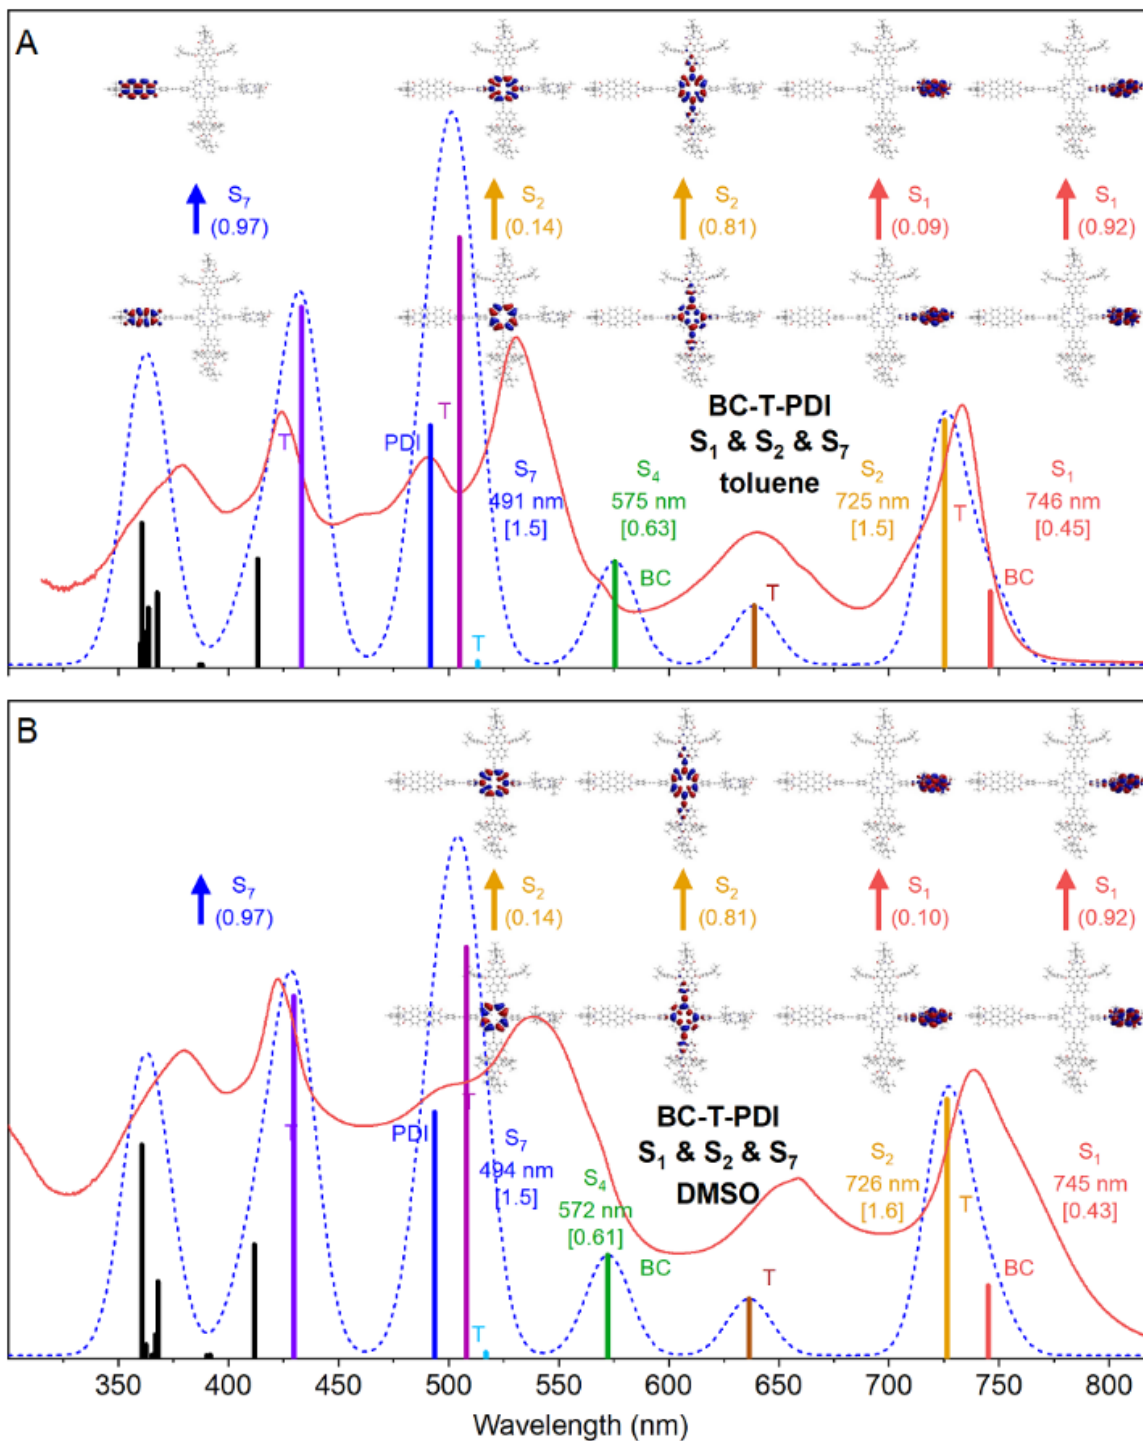 A
S7
(0.97)
S2
(0.14)
S2
(0.81)
S1
(0.09)
S1
(0.92)
BC-T-PDI
S1 & S2 & S7
toluene
T
PDI
T
S7
491 nm
[1.5]
T
S4
575 nm
[0.63]
BC
T
S2
725 nm
[1.5]
T
S1
746 nm
[0.45]
BC
B
S7
(0.97)
S2
(0.14)
S2
(0.81)
S1
(0.10)
S1
(0.92)
BC-T-PDI
S1 & S2 & S7
DMSO
T
PDI
T
S7
494 nm
[1.5]
T
S4
572 nm
[0.61]
BC
T
S2
726 nm
[1.6]
T
S1
745 nm
[0.43]
BC
350 400 450 500 550 600 650 700 750 800
Wavelength (nm)